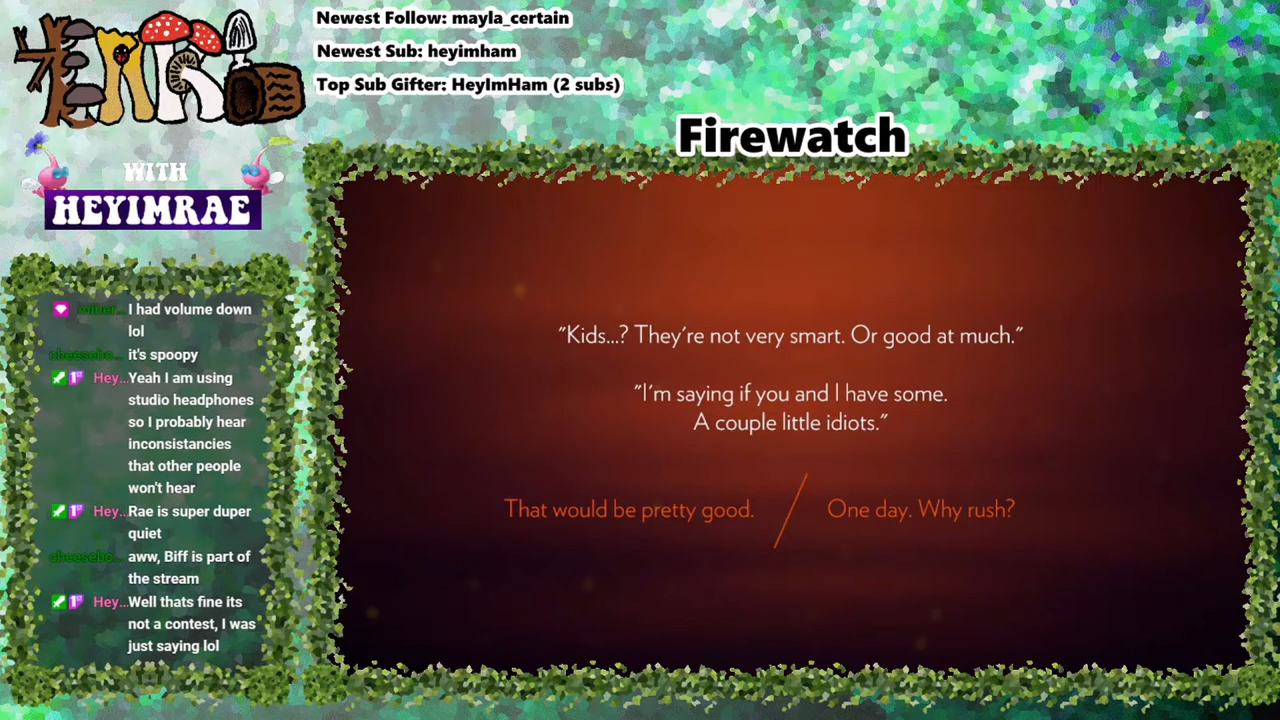 Newest Follow: mayla_certain
Newest Sub: heyimham
Top Sub Gifter: HeyImHam (2 subs)
Firewatch
WITH
HEYIMRAE
I had volume down
lol
it's spoopy
Hey...Yeah I am using
studio headphones
so I probably hear
inconsistancies
that other people
won't hear
Hey...Rae is super duper
quiet
aww, Biff is part of
the stream
Hey...Well thats fine its
not a contest, I was
just saying lol
"Kids...? They're not very smart. Or good at much."
"I'm saying if you and I have some.
A couple little idiots."
That would be pretty good. / One day. Why rush?